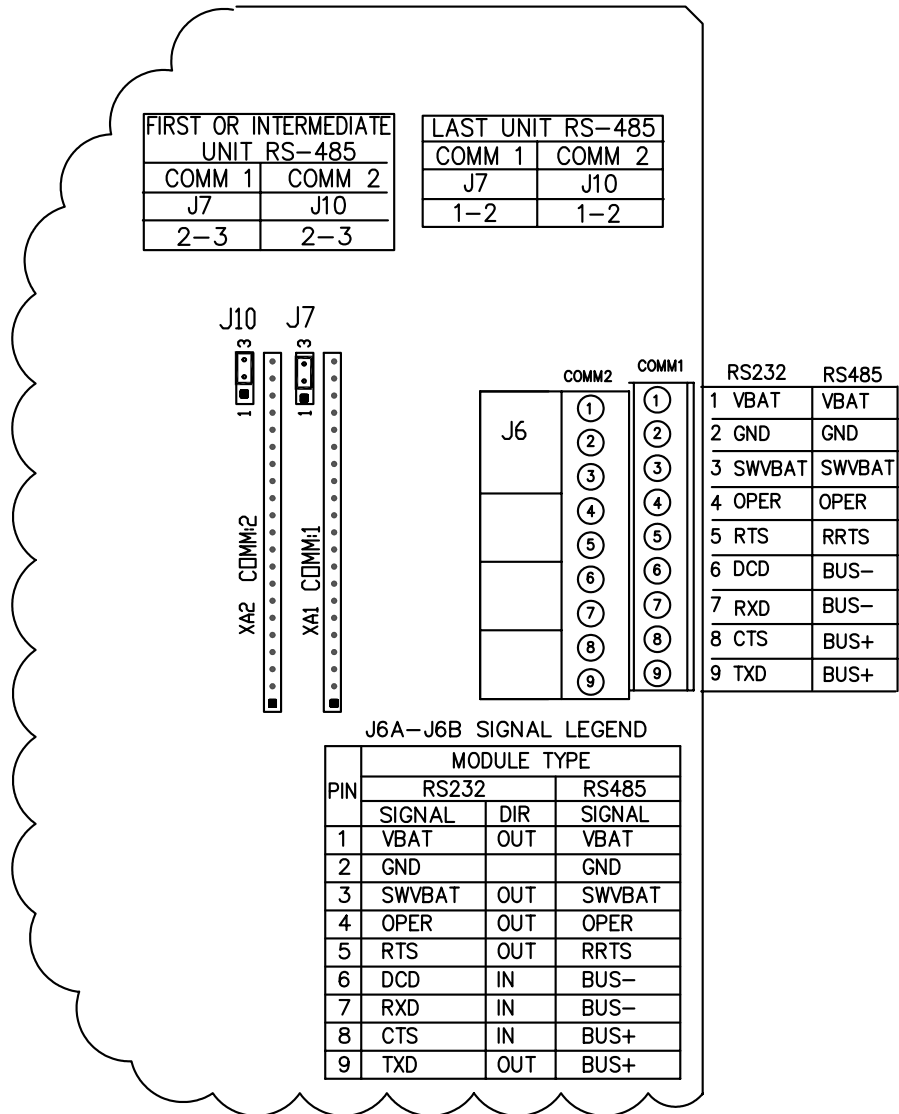 FIRST OR INTERMEDIATE
UNIT RS-485
COMM 1 COMM 2
J7 J10
2-3 2-3
LAST UNIT RS-485
COMM 1 COMM 2
J7 J10
1-2 1-2
J10 J7
3 3
1 1
XA2 COMM:2
XA1 COMM:1
COMM2 COMM1
J6
1 1
2 2
3 3
4 4
5 5
6 6
7 7
8 8
9 9
RS232 RS485
1 VBAT VBAT
2 GND GND
3 SWVBAT SWVBAT
4 OPER OPER
5 RTS RRTS
6 DCD BUS-
7 RXD BUS-
8 CTS BUS+
9 TXD BUS+
J6A-J6B SIGNAL LEGEND
MODULE TYPE
PIN RS232 RS485
SIGNAL DIR SIGNAL
1 VBAT OUT VBAT
2 GND GND
3 SWVBAT OUT SWVBAT
4 OPER OUT OPER
5 RTS OUT RRTS
6 DCD IN BUS-
7 RXD IN BUS-
8 CTS IN BUS+
9 TXD OUT BUS+